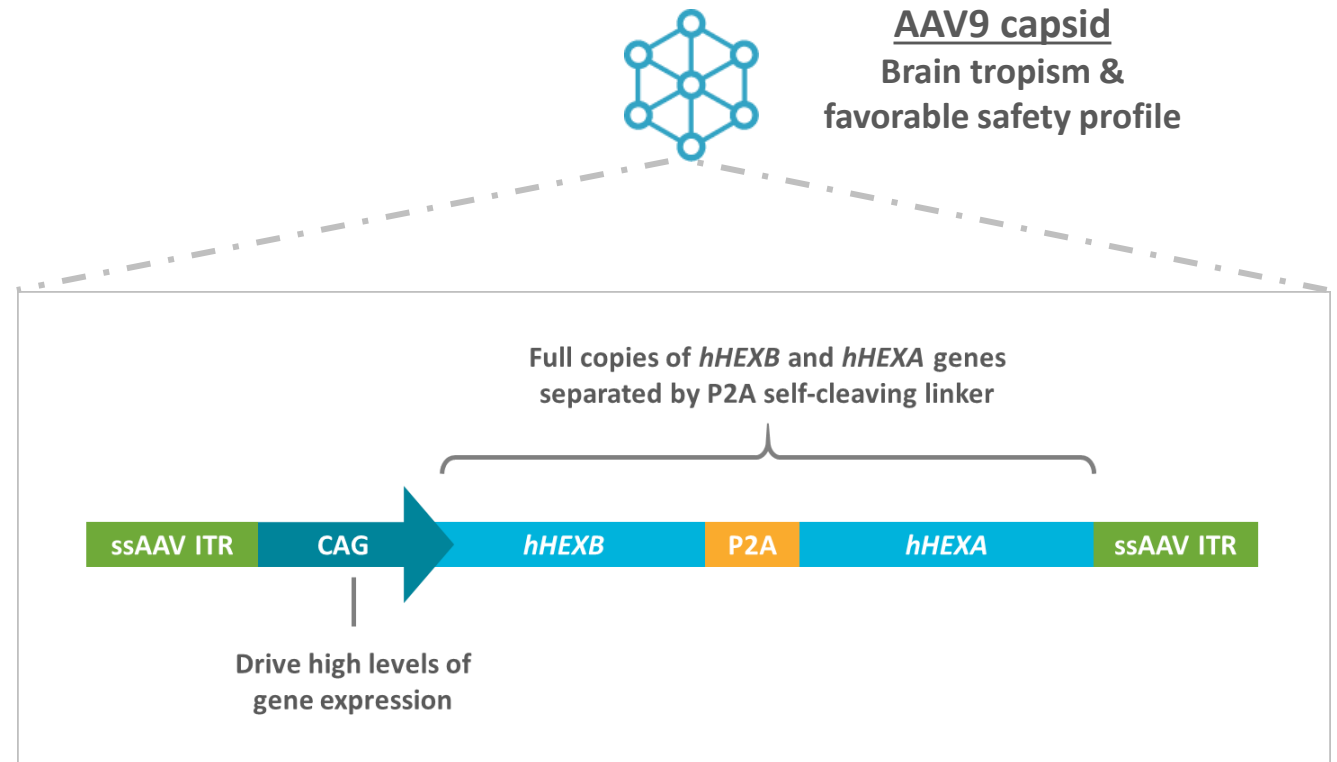 AAV9 capsid
Brain tropism &
favorable safety profile
Full copies of hHEXB and hHEXA genes
separated by P2A self-cleaving linker
ssAAV ITR CAG hHEXB P2A hHEXA ssAAV ITR
Drive high levels of
gene expression